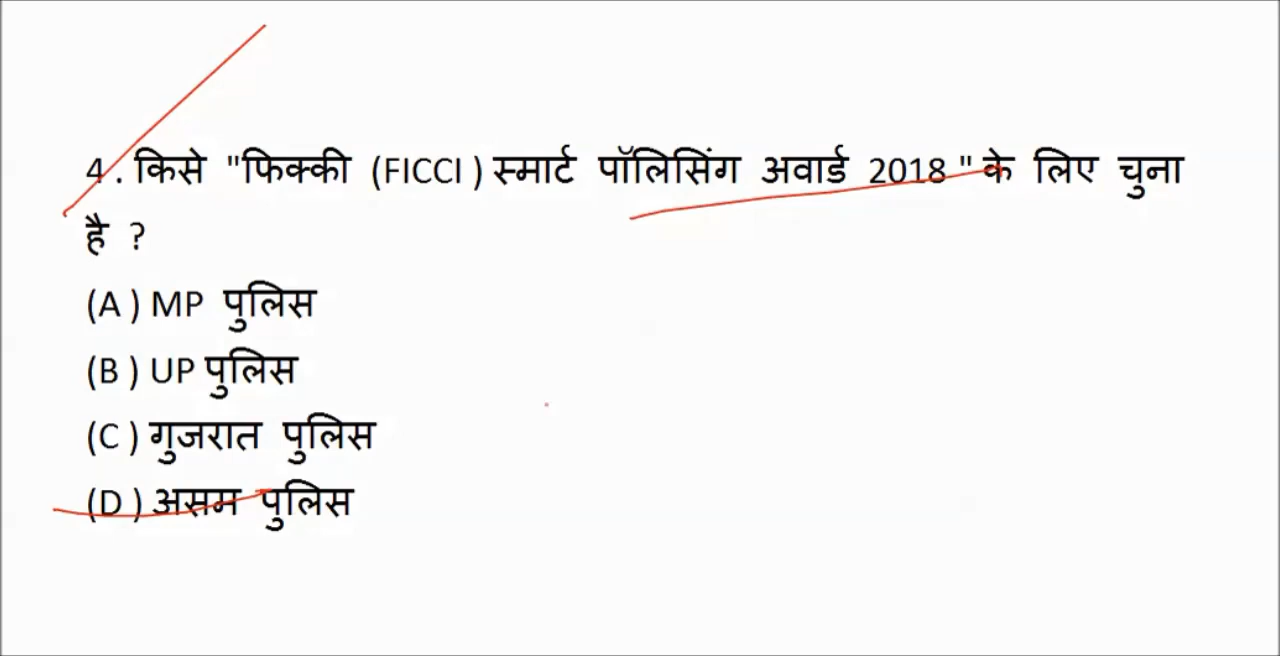 4 . किसे "फिक्की (FICCI ) स्मार्ट पॉलिसिंग अवार्ड 2018 " के लिए चुना
है ?
(A ) MP पुलिस
(B ) UP पुलिस
(C ) गुजरात पुलिस
(D ) असम पुलिस